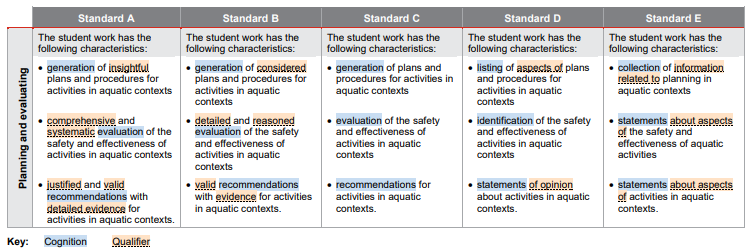 Standard A
Standard B
Standard C
Standard D
Standard E
Planning and evaluating
The student work has the
following characteristics:
• generation of insightful
plans and procedures for
activities in aquatic contexts
• comprehensive and
systematic evaluation of the
safety and effectiveness of
activities in aquatic contexts
• justified and valid
recommendations with
detailed evidence for
activities in aquatic contexts.
The student work has the
following characteristics:
• generation of considered
plans and procedures for
activities in aquatic
contexts
• detailed and reasoned
evaluation of the safety
and effectiveness of
activities in aquatic
contexts
• valid recommendations
with evidence for activities
in aquatic contexts.
The student work has the
following characteristics:
• generation of plans and
procedures for activities in
aquatic contexts
• evaluation of the safety
and effectiveness of
activities in aquatic
contexts
• recommendations for
activities in aquatic
contexts.
The student work has the
following characteristics:
• listing of aspects of plans
and procedures for
activities in aquatic
contexts
• identification of the safety
and effectiveness of
activities in aquatic
contexts
• statements of opinion
about activities in aquatic
contexts.
The student work has the
following characteristics:
• collection of information
related to planning in
aquatic contexts
• statements about aspects
of the safety and
effectiveness of aquatic
activities
• statements about aspects
of activities in aquatic
contexts.
Key: Cognition Qualifier